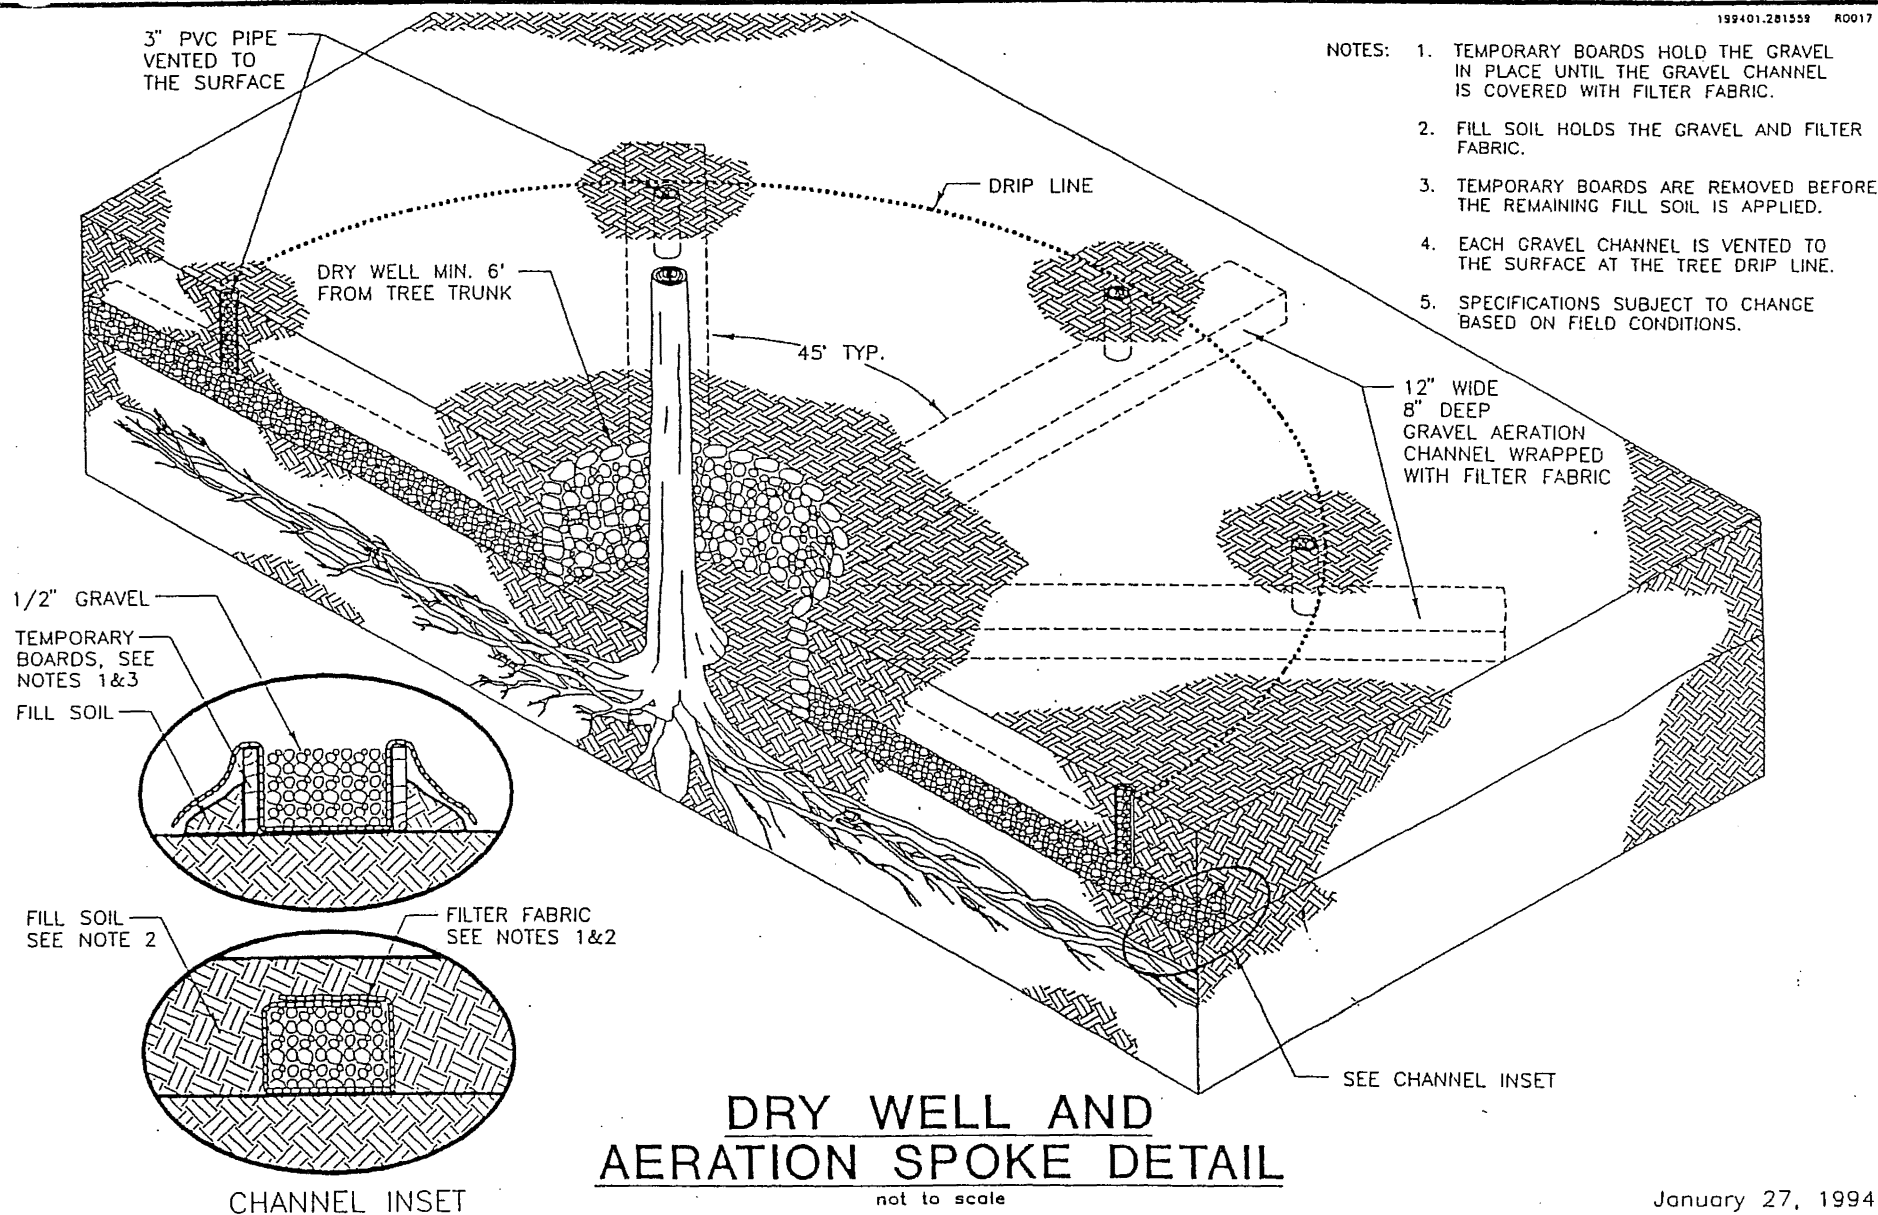 199401.281559 R0017
3" PVC PIPE
VENTED TO
THE SURFACE
NOTES: 1. TEMPORARY BOARDS HOLD THE GRAVEL
IN PLACE UNTIL THE GRAVEL CHANNEL
IS COVERED WITH FILTER FABRIC.
2. FILL SOIL HOLDS THE GRAVEL AND FILTER
FABRIC.
3. TEMPORARY BOARDS ARE REMOVED BEFORE
THE REMAINING FILL SOIL IS APPLIED.
4. EACH GRAVEL CHANNEL IS VENTED TO
THE SURFACE AT THE TREE DRIP LINE.
5. SPECIFICATIONS SUBJECT TO CHANGE
BASED ON FIELD CONDITIONS.
DRIP LINE
DRY WELL MIN. 6'
FROM TREE TRUNK
45' TYP.
12" WIDE
8" DEEP
GRAVEL AERATION
CHANNEL WRAPPED
WITH FILTER FABRIC
1/2" GRAVEL
TEMPORARY
BOARDS, SEE
NOTES 1&3
FILL SOIL
FILL SOIL
SEE NOTE 2
FILTER FABRIC
SEE NOTES 1&2
SEE CHANNEL INSET
CHANNEL INSET
DRY WELL AND
AERATION SPOKE DETAIL
not to scale
January 27, 1994